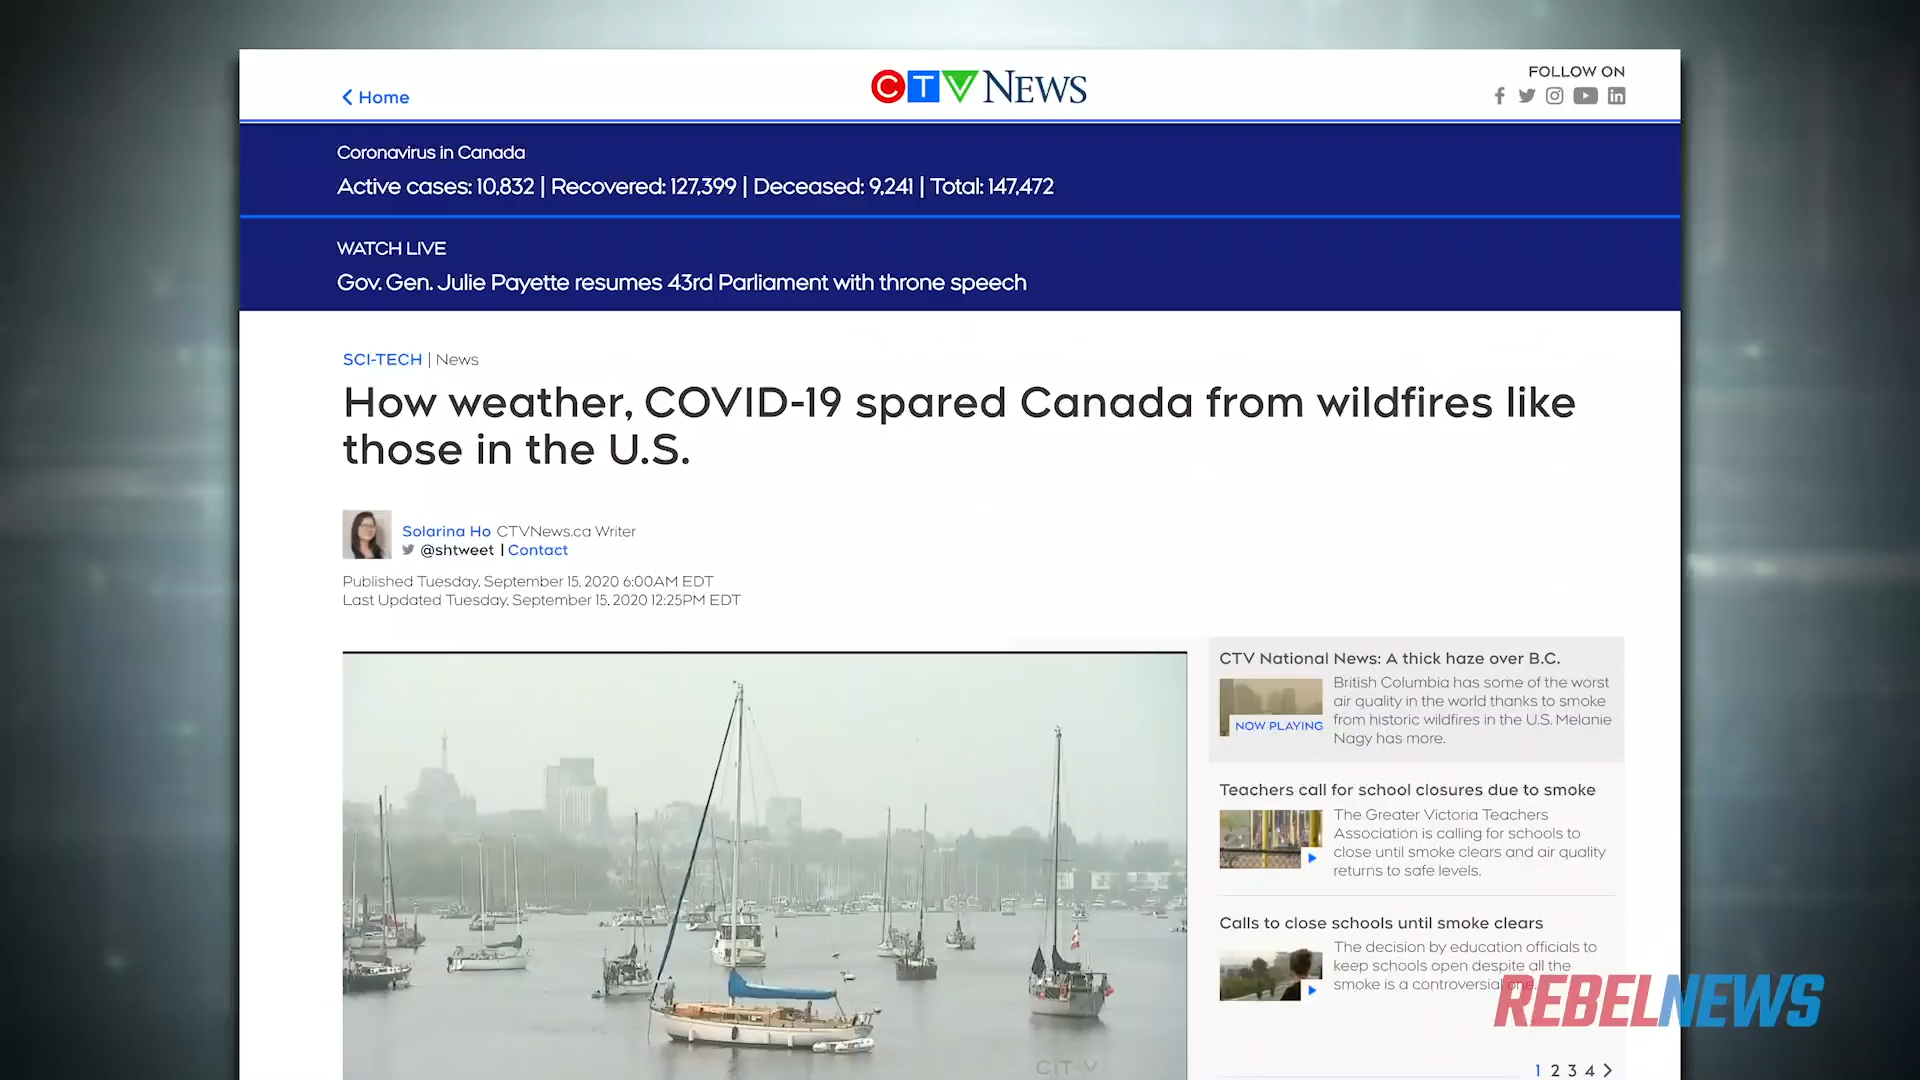 Home
CTV NEWS
FOLLOW ON
Coronavirus in Canada
Active cases: 10,832 | Recovered: 127,399 | Deceased: 9,241 | Total: 147,472
WATCH LIVE
Gov. Gen. Julie Payette resumes 43rd Parliament with throne speech
SCI-TECH | News
How weather, COVID-19 spared Canada from wildfires like
those in the U.S.
Solarina Ho CTVNews.ca Writer
@shtweet | Contact
Published Tuesday, September 15, 2020 6:00AM EDT
Last Updated Tuesday, September 15, 2020 12:25PM EDT
CTV National News: A thick haze over B.C.
British Columbia has some of the worst
air quality in the world thanks to smoke
from historic wildfires in the U.S. Melanie
Nagy has more.
NOW PLAYING
Teachers call for school closures due to smoke
The Greater Victoria Teachers
Association is calling for schools to
close until smoke clears and air quality
returns to safe levels.
Calls to close schools until smoke clears
The decision by education officials to
keep schools open despite all the
smoke is a controversial one.
REBELNEWS
1 2 3 4